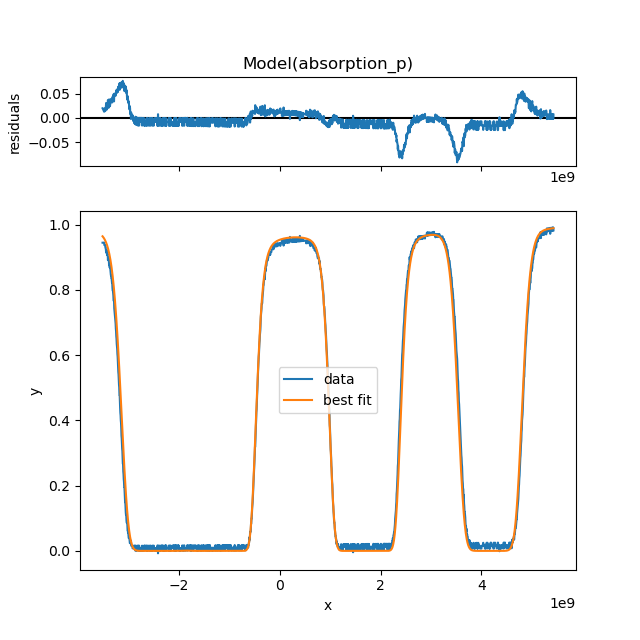 Model(absorption_p)
residuals
0.05
0.00
−0.05
1e9
y
1.0
0.8
0.6
0.4
0.2
0.0
data
best fit
−2
0
2
4
x
1e9